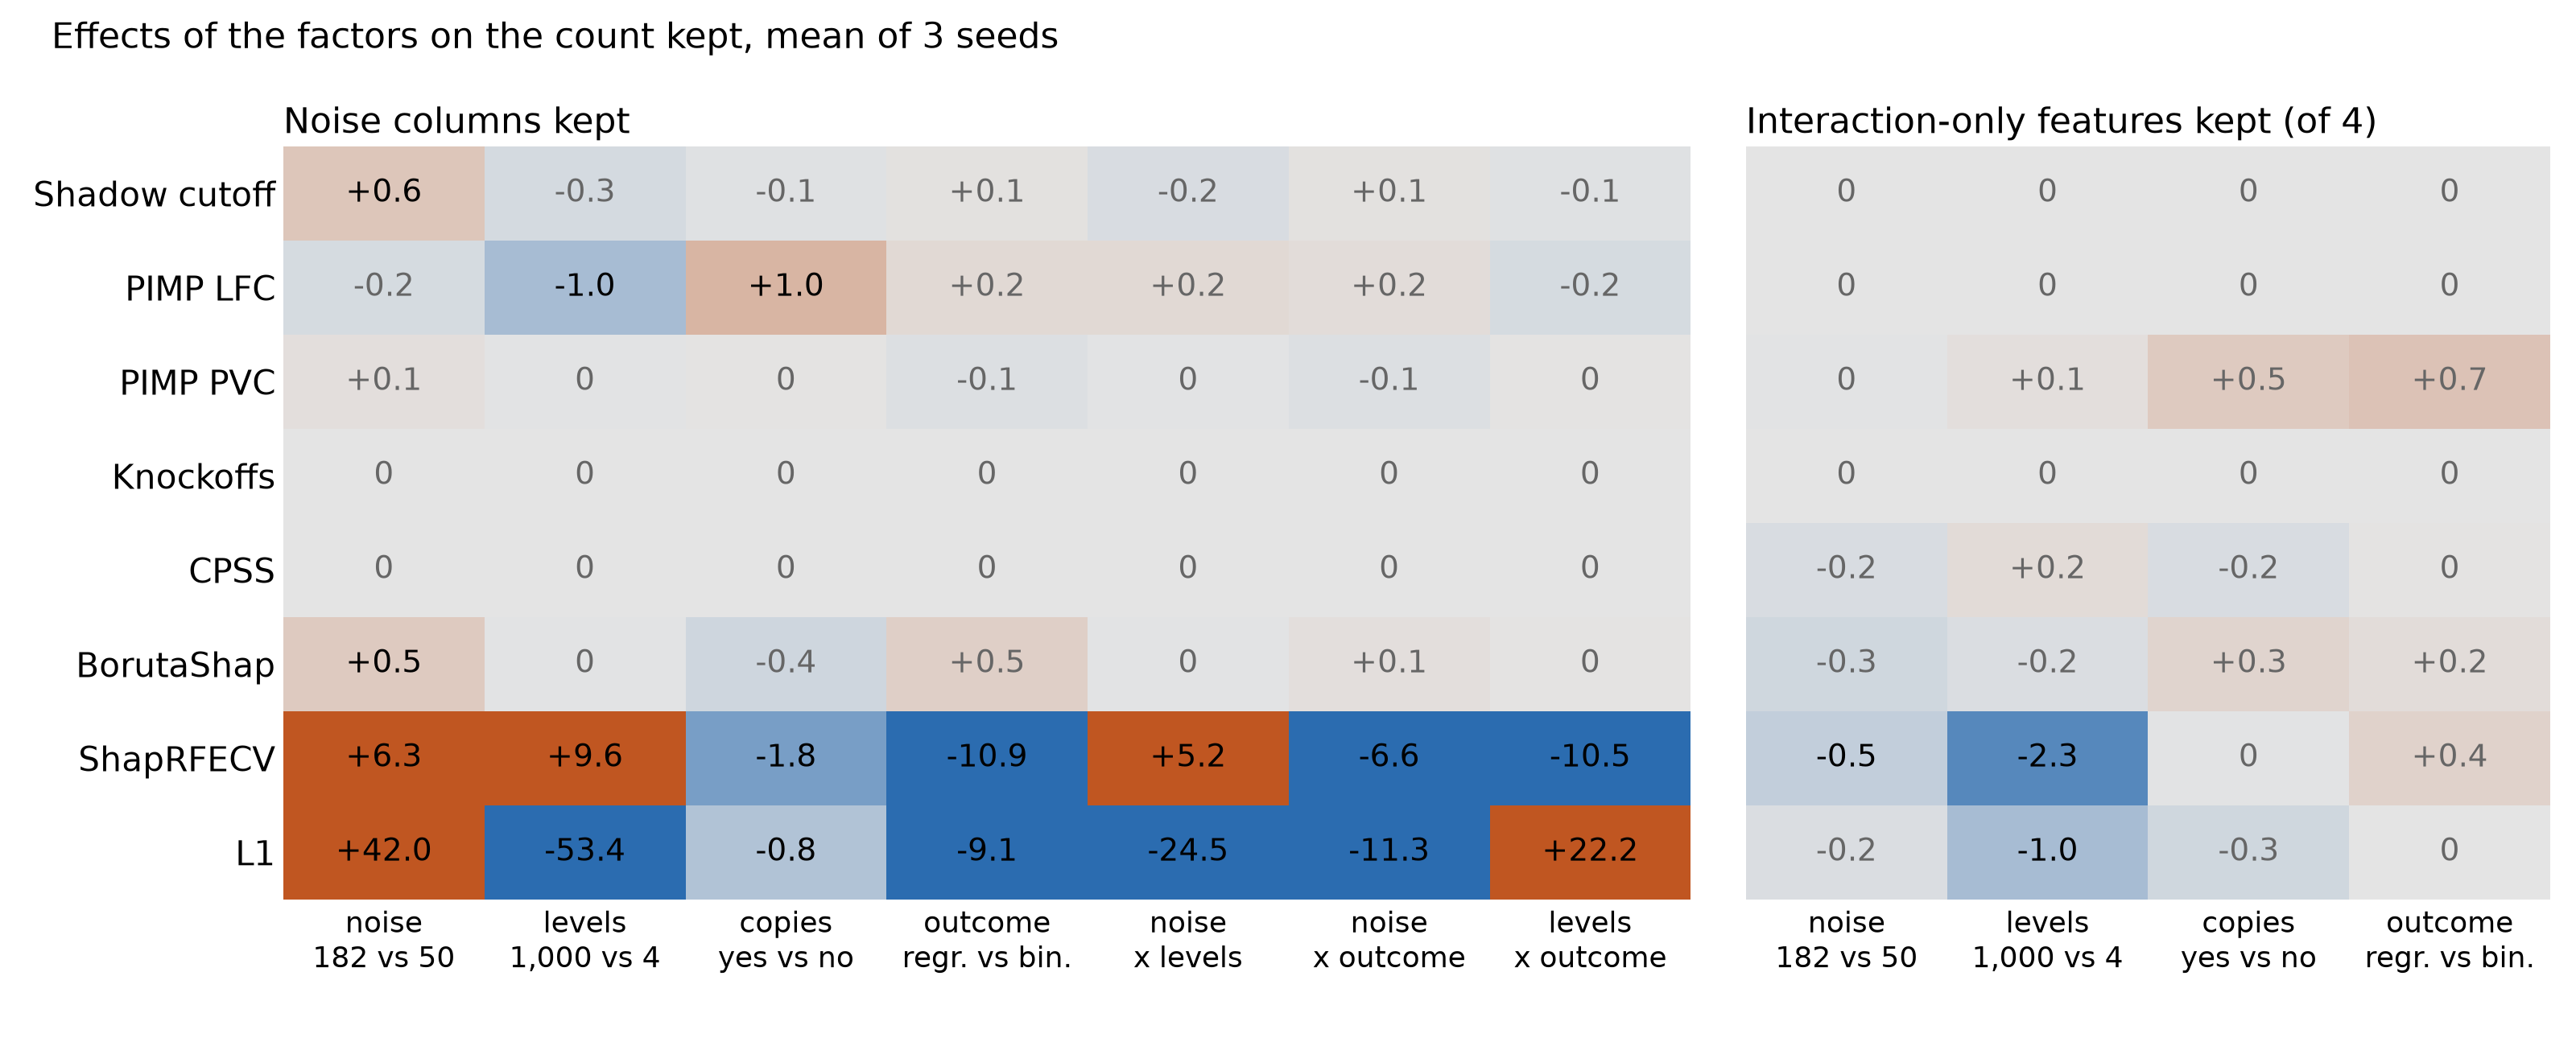 Effects of the factors on the count kept, mean of 3 seeds
Noise columns kept
Interaction-only features kept (of 4)
Shadow cutoff +0.6 -0.3 -0.1 +0.1 -0.2 +0.1 -0.1 0 0 0 0
PIMP LFC -0.2 -1.0 +1.0 +0.2 +0.2 +0.2 -0.2 0 0 0 0
PIMP PVC +0.1 0 0 -0.1 0 -0.1 0 0 +0.1 +0.5 +0.7
Knockoffs 0 0 0 0 0 0 0 0 0 0 0
CPSS 0 0 0 0 0 0 0 -0.2 +0.2 -0.2 0
BorutaShap +0.5 0 -0.4 +0.5 0 +0.1 0 -0.3 -0.2 +0.3 +0.2
ShapRFECV +6.3 +9.6 -1.8 -10.9 +5.2 -6.6 -10.5 -0.5 -2.3 0 +0.4
L1 +42.0 -53.4 -0.8 -9.1 -24.5 -11.3 +22.2 -0.2 -1.0 -0.3 0
noise levels copies outcome noise noise levels noise levels copies outcome
182 vs 50 1,000 vs 4 yes vs no regr. vs bin. x levels x outcome x outcome 182 vs 50 1,000 vs 4 yes vs no regr. vs bin.